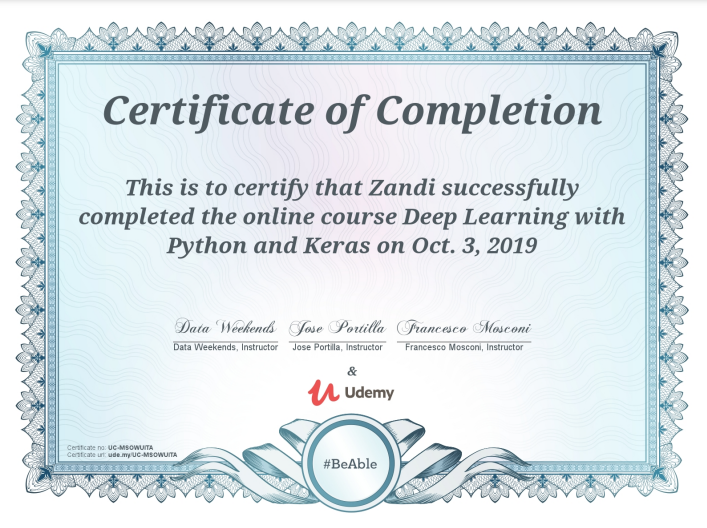 Certificate of Completion
This is to certify that Zandi successfully
completed the online course Deep Learning with
Python and Keras on Oct. 3, 2019
Data Weekends Jose Portilla Francesco Mosconi
Data Weekends, Instructor Jose Portilla, Instructor Francesco Mosconi, Instructor
&
Udemy
Certificate no: UC-MSOWUITA
Certificate url: ude.my/UC-MSOWUITA
#BeAble